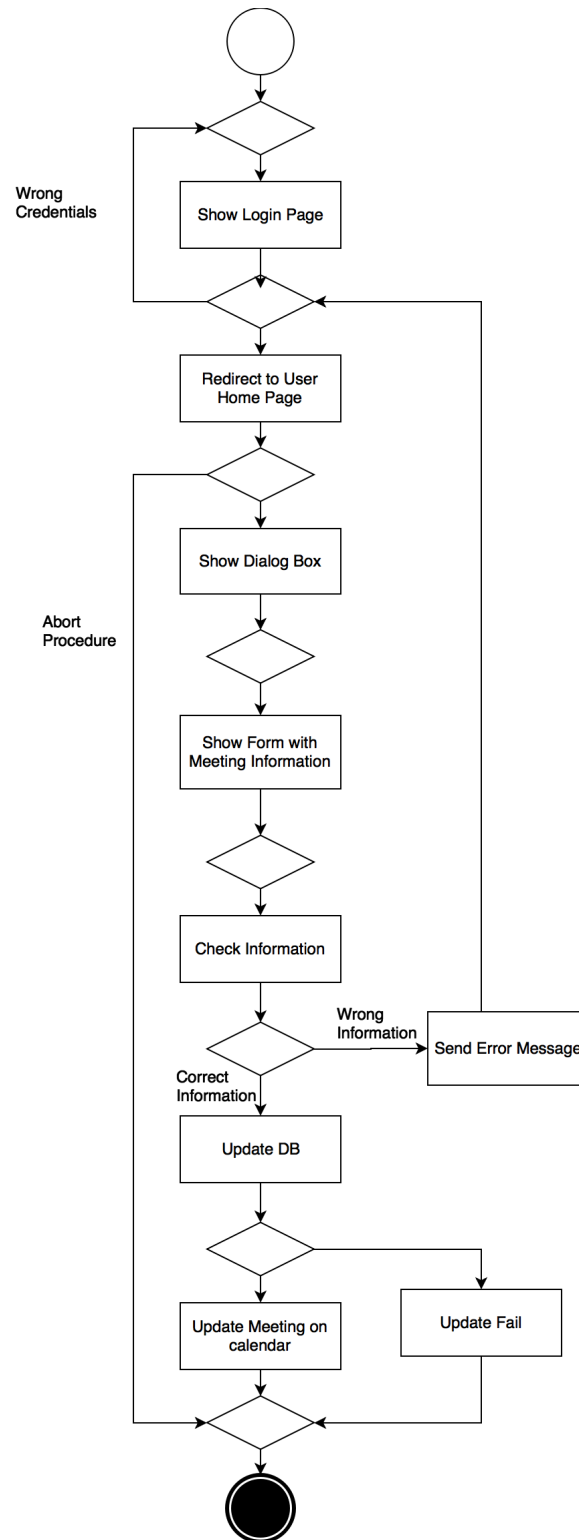 Wrong
Credentials
Show Login Page
Redirect to User
Home Page
Show Dialog Box
Abort
Procedure
Show Form with
Meeting Information
Check Information
Wrong
Information
Send Error Message
Correct
Information
Update DB
Update Meeting on
calendar
Update Fail